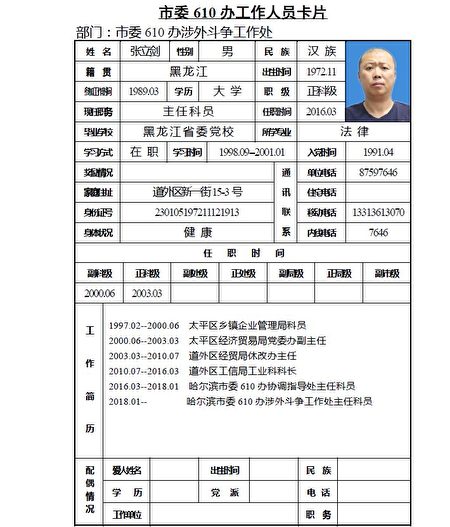 市委 610 办工作人员卡片
部门：市委 610 办涉外斗争工作处
姓 名 张立剑 性别 男 民 族 汉 族
籍 贯 黑龙江 出生时间 1972.11
参加工作时间 1989.03 学历 大 学 职 级 正科级
现任职务 主任科员 任职时间 2016.03
毕业学校 黑龙江省委党校 所学专业 法 律
学习方式 在 职 学习时间 1998.09--2001.01 入党时间 1991.04
奖惩情况 通讯联系 单位电话 87597646
家庭住址 道外区新一街 15-3 号 住宅电话
身份证号 230105197211121913 移动电话 13313613070
身体状况 健 康 内线电话 7646
任 职 时 间
副科级 正科级 副处级 正处级 副局级 正局级 副市级
2000.06 2003.03
工作简历
1997.02--2000.06 太平区乡镇企业管理局科员
2000.06--2003.03 太平区经济贸易局党委办副主任
2003.03--2010.07 道外区经贸局休改办主任
2010.07--2016.03 道外区工信局工业科科长
2016.03--2018.01 哈尔滨市委 610 办协调指导处主任科员
2018.01-- 哈尔滨市委 610 办涉外斗争工作处主任科员
配偶情况
爱人姓名 出生时间 民 族
学 历 党 派 电 话
工作单位 职 务